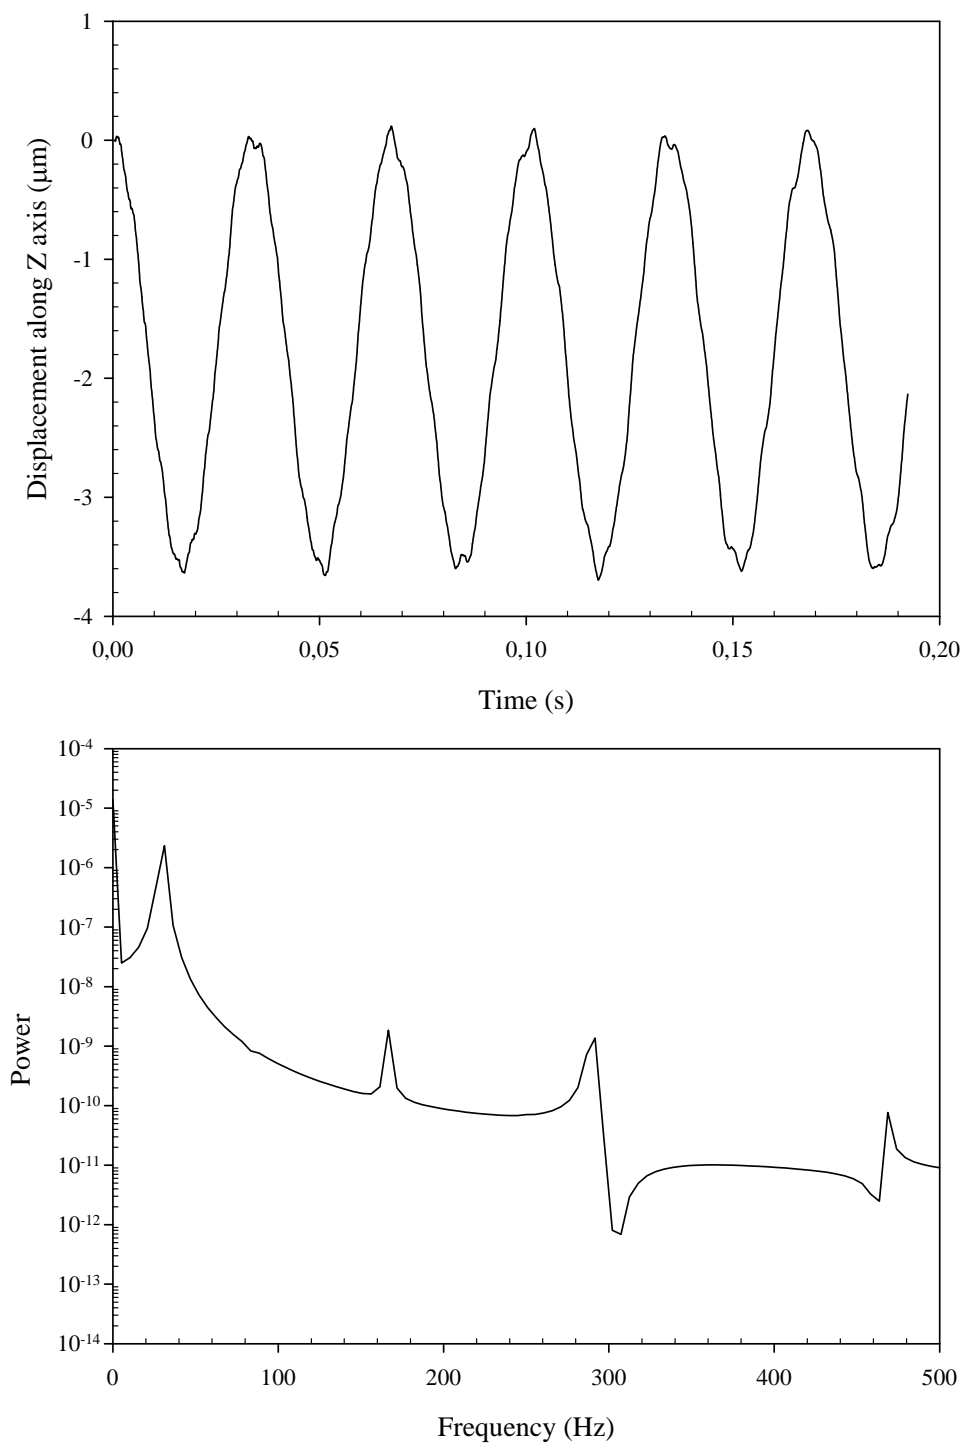 1
0
-1
-2
-3
-4
Displacement along Z axis (μm)
0,00 0,05 0,10 0,15 0,20
Time (s)
10⁻⁴
10⁻⁵
10⁻⁶
10⁻⁷
10⁻⁸
10⁻⁹
10⁻¹⁰
10⁻¹¹
10⁻¹²
10⁻¹³
10⁻¹⁴
Power
0 100 200 300 400 500
Frequency (Hz)